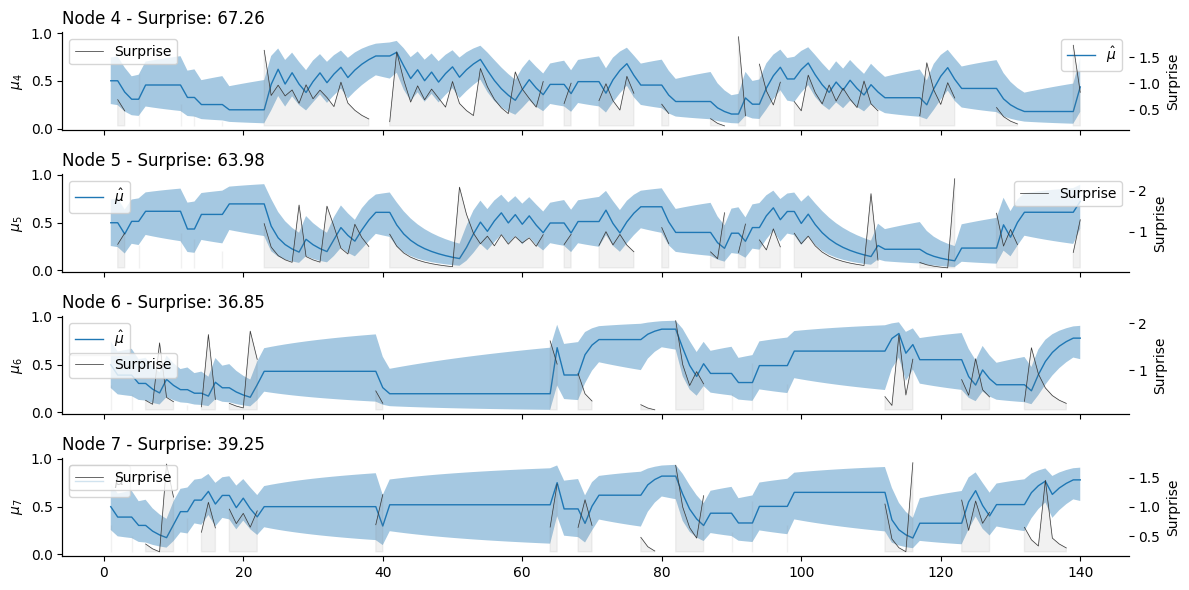 Node 4 - Surprise: 67.26
1.0
0.5
0.0
μ4
Surprise
μ̂
1.5
1.0
0.5
Surprise
Node 5 - Surprise: 63.98
1.0
0.5
0.0
μ5
μ̂
Surprise
2
1
Surprise
Node 6 - Surprise: 36.85
1.0
0.5
0.0
μ6
μ̂
Surprise
2
1
Surprise
Node 7 - Surprise: 39.25
1.0
0.5
0.0
μ7
Surprise
1.5
1.0
0.5
Surprise
0 20 40 60 80 100 120 140